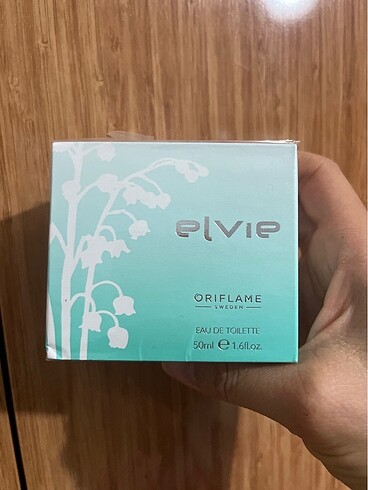 elvie
ORIFLAME
SWEDEN
EAU DE TOILETTE
50ml ℮ 1.6fl.oz.